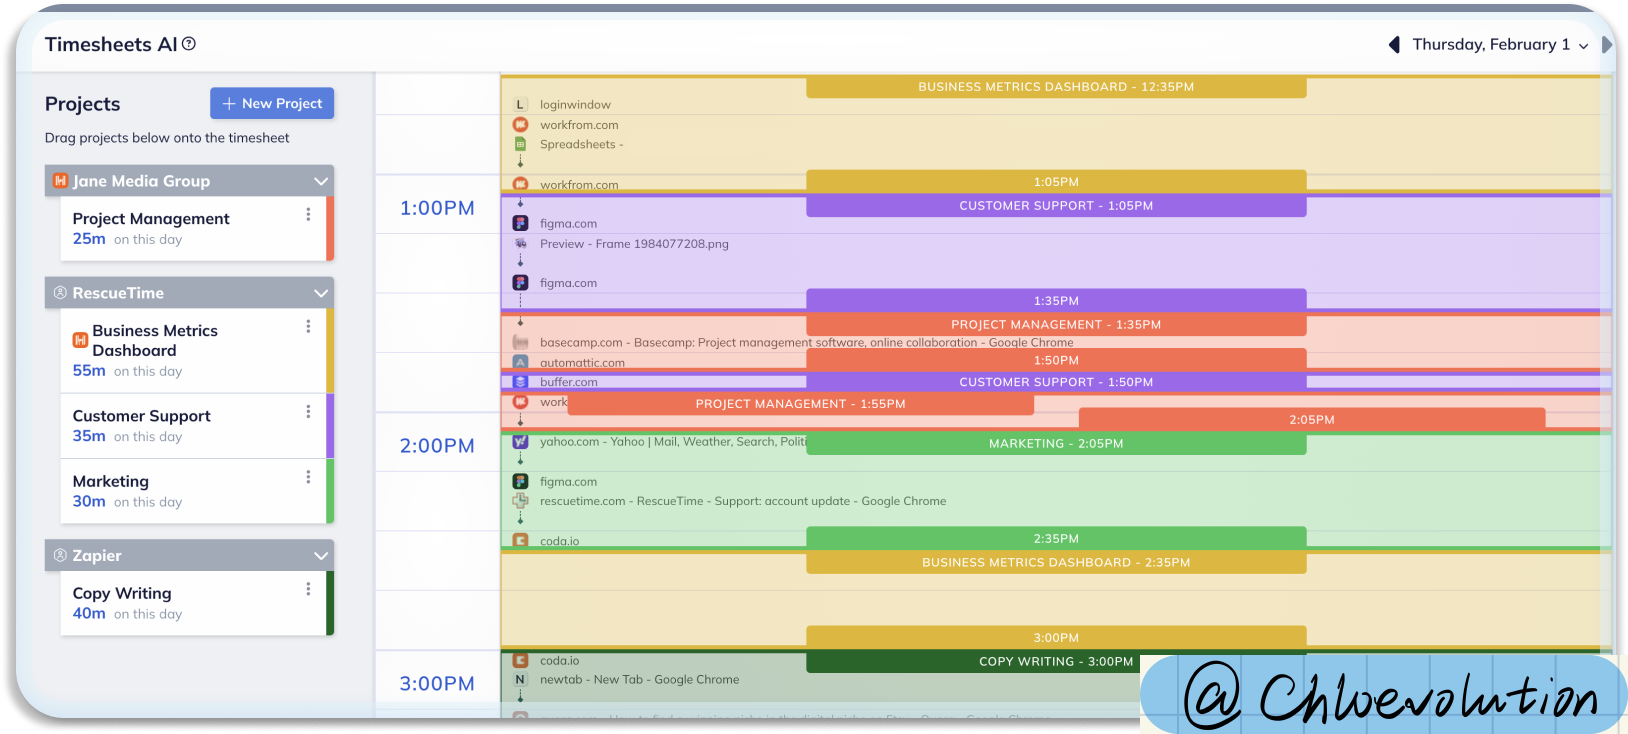 Timesheets AI
Thursday, February 1
Projects
+ New Project
Drag projects below onto the timesheet
Jane Media Group
Project Management
25m on this day
RescueTime
Business Metrics
Dashboard
55m on this day
Customer Support
35m on this day
Marketing
30m on this day
Zapier
Copy Writing
40m on this day
BUSINESS METRICS DASHBOARD - 12:35PM
L loginwindow
workfrom.com
Spreadsheets -
workfrom.com
1:05PM
1:00PM
CUSTOMER SUPPORT - 1:05PM
figma.com
Preview - Frame 1984077208.png
figma.com
1:35PM
PROJECT MANAGEMENT - 1:35PM
basecamp.com - Basecamp: Project management software, online collaboration - Google Chrome
automattic.com
1:50PM
buffer.com
CUSTOMER SUPPORT - 1:50PM
work
PROJECT MANAGEMENT - 1:55PM
2:05PM
2:00PM
yahoo.com - Yahoo | Mail, Weather, Search, Politi
MARKETING - 2:05PM
figma.com
rescuetime.com - RescueTime - Support: account update - Google Chrome
coda.io
2:35PM
BUSINESS METRICS DASHBOARD - 2:35PM
3:00PM
coda.io
COPY WRITING - 3:00PM
N newtab - New Tab - Google Chrome
3:00PM
@Chloevolution